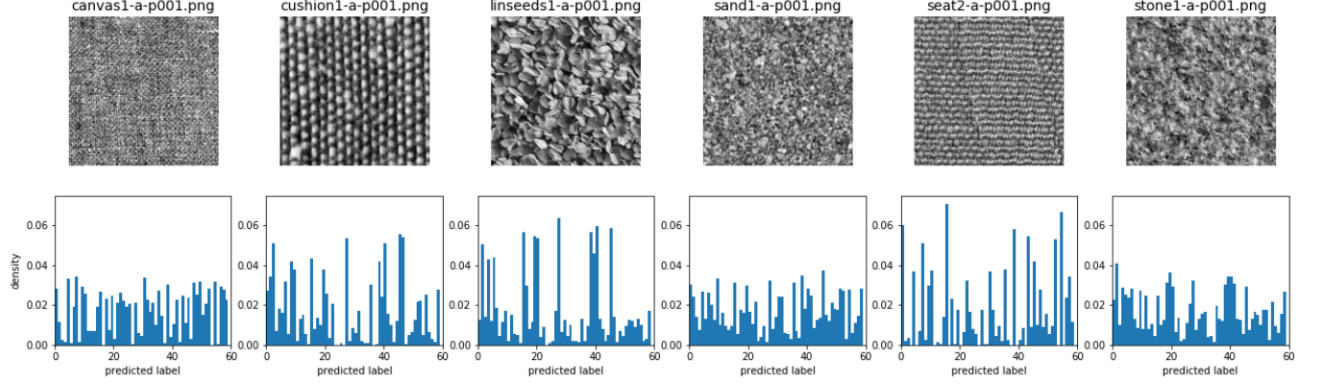 canvas1-a-p001.png cushion1-a-p001.png linseeds1-a-p001.png sand1-a-p001.png seat2-a-p001.png stone1-a-p001.png
0.06 0.06 0.06 0.06 0.06 0.06
0.04 0.04 0.04 0.04 0.04 0.04
density
0.02 0.02 0.02 0.02 0.02 0.02
0.00 0.00 0.00 0.00 0.00 0.00
0 20 40 60 0 20 40 60 0 20 40 60 0 20 40 60 0 20 40 60 0 20 40 60
predicted label predicted label predicted label predicted label predicted label predicted label